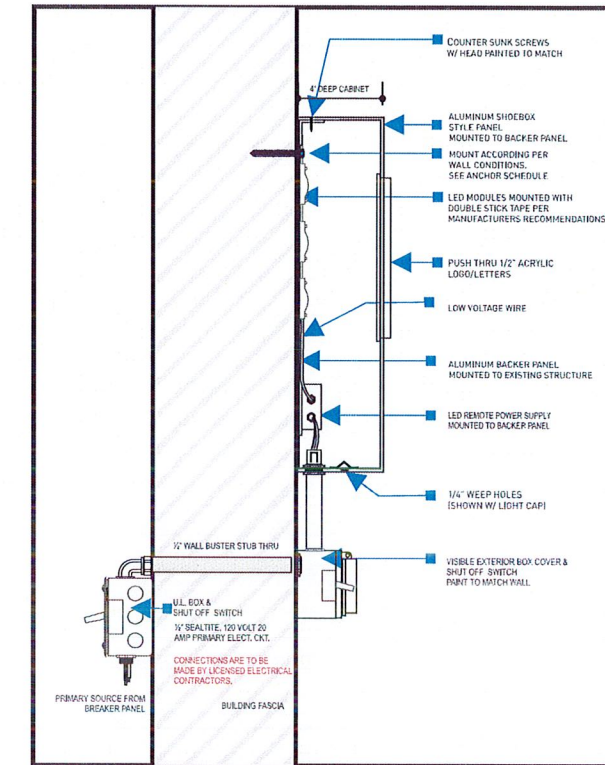 COUNTER SUNK SCREWS
W/ HEAD PAINTED TO MATCH
4" DEEP CABINET
ALUMINUM SHOEBOX
STYLE PANEL
MOUNTED TO BACKER PANEL
MOUNT ACCORDING PER
WALL CONDITIONS.
SEE ANCHOR SCHEDULE
LED MODULES MOUNTED WITH
DOUBLE STICK TAPE PER
MANUFACTURERS RECOMMENDATIONS
PUSH THRU 1/2" ACRYLIC
LOGO/LETTERS
LOW VOLTAGE WIRE
ALUMINUM BACKER PANEL
MOUNTED TO EXISTING STRUCTURE
LED REMOTE POWER SUPPLY
MOUNTED TO BACKER PANEL
1/4" WEEP HOLES
(SHOWN W/ LIGHT CAP)
½" WALL BUSTER STUB THRU
VISIBLE EXTERIOR BOX COVER &
SHUT OFF SWITCH
PAINT TO MATCH WALL
U.L. BOX &
SHUT OFF SWITCH
½" SEALTITE, 120 VOLT 20
AMP PRIMARY ELECT. CKT.
CONNECTIONS ARE TO BE
MADE BY LICENSED ELECTRICAL
CONTRACTORS.
PRIMARY SOURCE FROM
BREAKER PANEL
BUILDING FASCIA